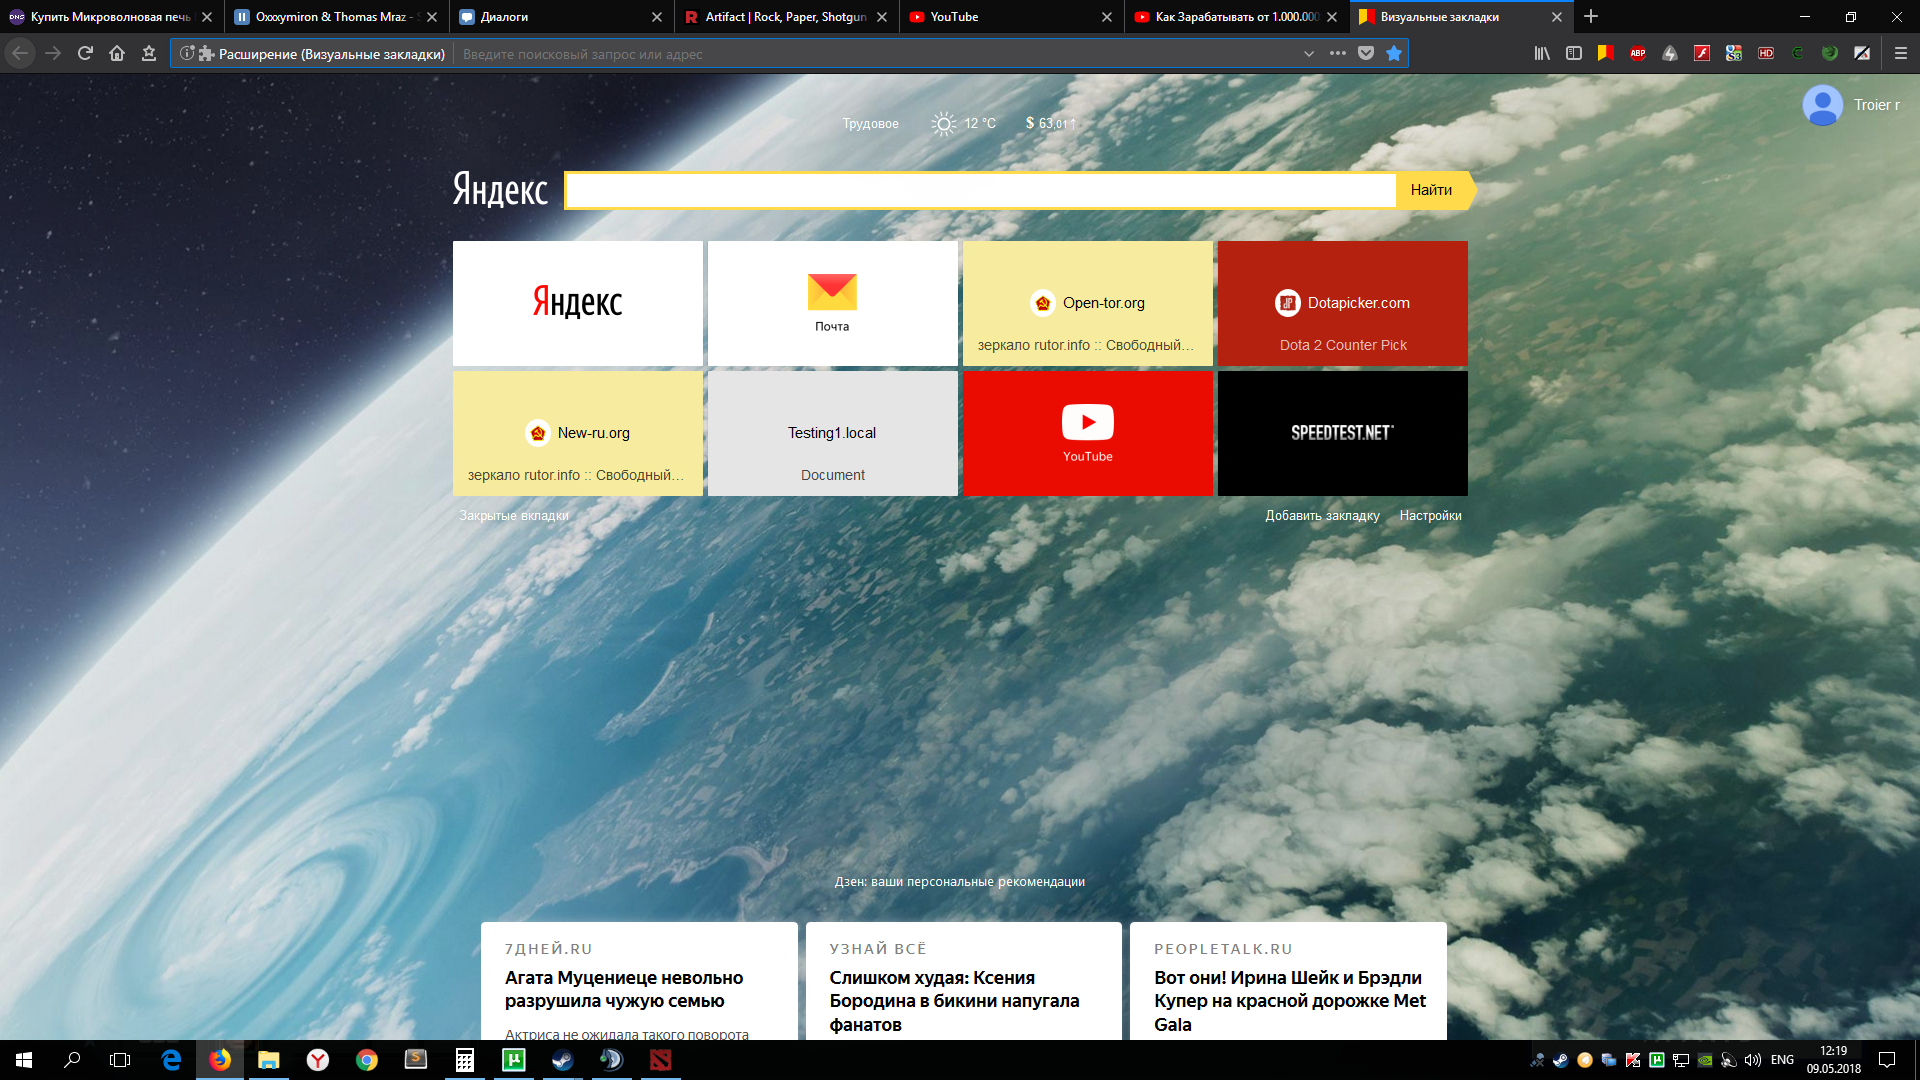 Купить Микроволновая печь
Oxxxymiron & Thomas Mraz -
Диалоги
Artifact | Rock, Paper, Shotgun
YouTube
Как Зарабатывать от 1.000.000
Визуальные закладки
Расширение (Визуальные закладки)
Введите поисковый запрос или адрес
ABP
HD
Troier r
Трудовое
12 °C
$ 63,01↑
Яндекс
Найти
Яндекс
Почта
Open-tor.org
зеркало rutor.info :: Свободный…
Dotapicker.com
Dota 2 Counter Pick
New-ru.org
зеркало rutor.info :: Свободный…
Testing1.local
Document
YouTube
SPEEDTEST.NET
Закрытые вкладки
Добавить закладку
Настройки
Дзен: ваши персональные рекомендации
7ДНЕЙ.RU
Агата Муцениеце невольно
разрушила чужую семью
Актриса не ожидала такого поворота
УЗНАЙ ВСЁ
Слишком худая: Ксения
Бородина в бикини напугала
фанатов
PEOPLETALK.RU
Вот они! Ирина Шейк и Брэдли
Купер на красной дорожке Met
Gala
ENG
12:19
09.05.2018